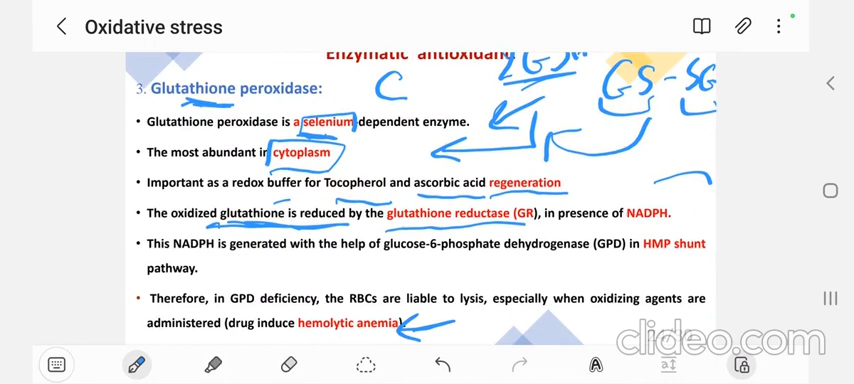 Oxidative stress
Enzymatic antioxidant
3. Glutathione peroxidase:
C
2GSH
GS-SG
• Glutathione peroxidase is a selenium dependent enzyme.
• The most abundant in cytoplasm
• Important as a redox buffer for Tocopherol and ascorbic acid regeneration
• The oxidized glutathione is reduced by the glutathione reductase (GR), in presence of NADPH.
• This NADPH is generated with the help of glucose-6-phosphate dehydrogenase (GPD) in HMP shunt
pathway.
• Therefore, in GPD deficiency, the RBCs are liable to lysis, especially when oxidizing agents are
administered (drug induce hemolytic anemia).
clideo.com